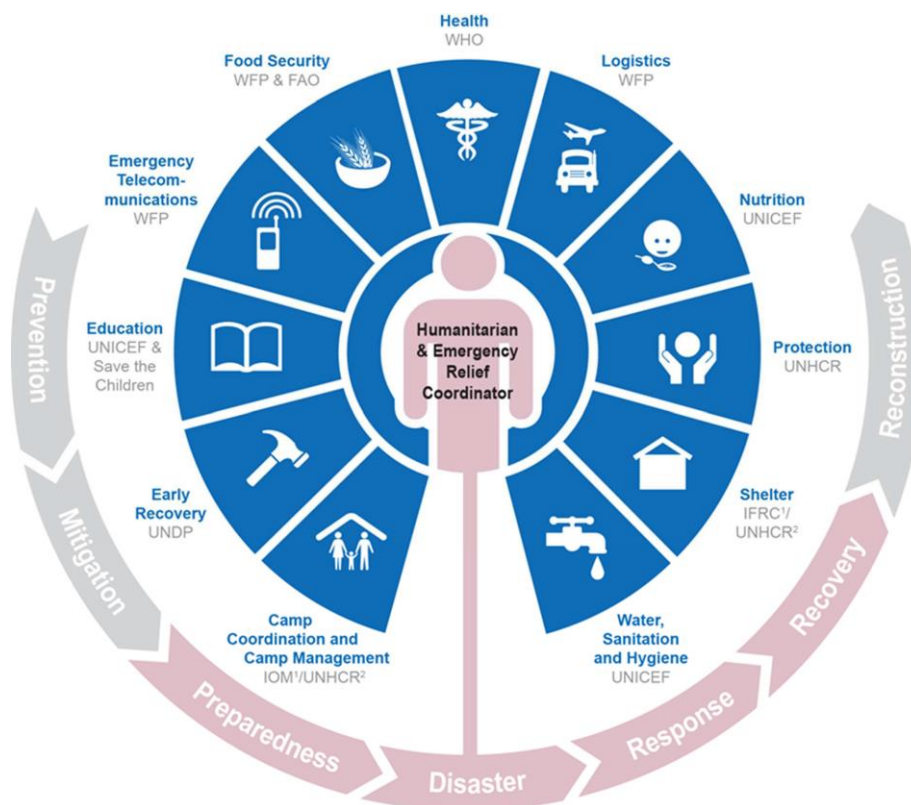 Health
WHO
Food Security
WFP & FAO
Logistics
WFP
Emergency
Telecom-
munications
WFP
Nutrition
UNICEF
Education
UNICEF &
Save the
Children
Humanitarian
& Emergency
Relief
Coordinator
Protection
UNHCR
Early
Recovery
UNDP
Shelter
IFRC¹/
UNHCR²
Camp
Coordination and
Camp Management
IOM¹/UNHCR²
Water,
Sanitation
and Hygiene
UNICEF
Prevention
Mitigation
Preparedness
Disaster
Response
Recovery
Reconstruction